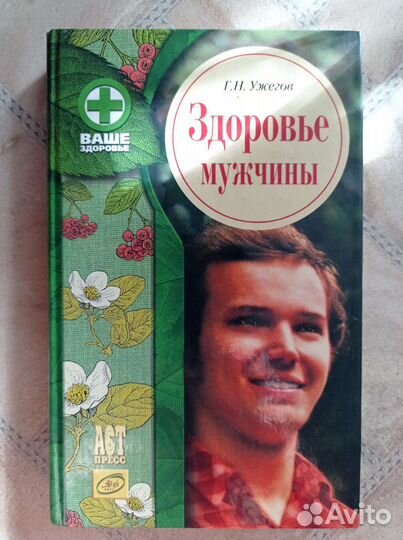 Г.Н. Ужегов
Здоровье
мужчины
ВАШЕ
ЗДОРОВЬЕ
АСТ
ПРЕСС
Avito